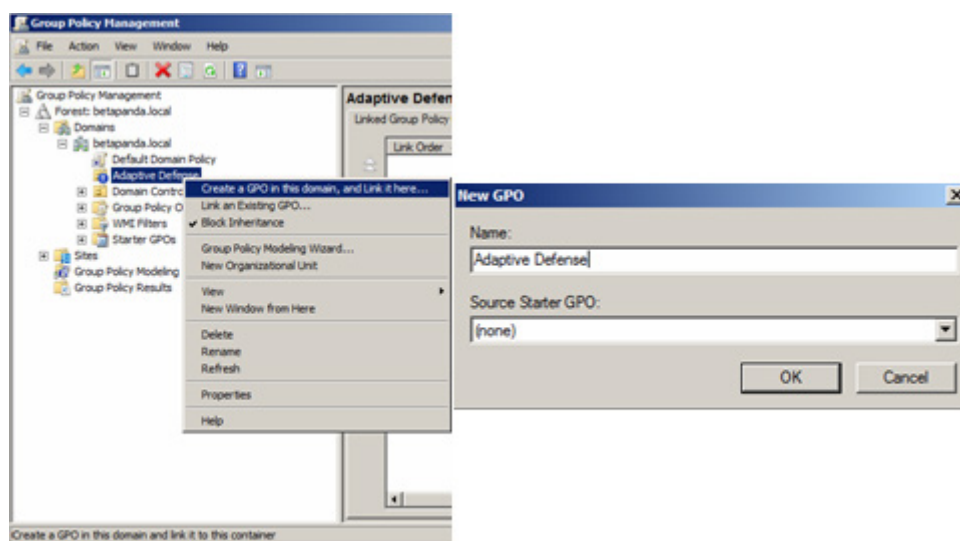 Group Policy Management
File Action View Window Help
Group Policy Management
Forest: betapanda.local
Domains
betapanda.local
Default Domain Policy
Adaptive Defense
Domain Contro
Group Policy O
WMI Filters
Starter GPOs
Sites
Group Policy Modeling
Group Policy Results
Adaptive Defen
Linked Group Policy
Link Order
Create a GPO in this domain, and Link it here...
Link an Existing GPO...
Block Inheritance
Group Policy Modeling Wizard...
New Organizational Unit
View
New Window from Here
Delete
Rename
Refresh
Properties
Help
Create a GPO in this domain and link it to this container
New GPO
Name:
Adaptive Defense
Source Starter GPO:
(none)
OK Cancel